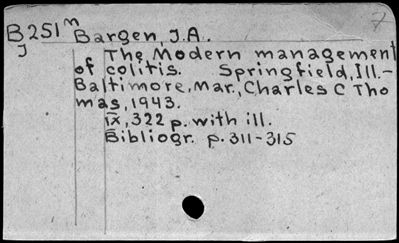 B251m Bargen, J.A. 7
J The Modern management
of colitis. Springfield, Ill.-
Baltimore, Mar., Charles C Tho
mas, 1943.
ix, 322 p. with ill.
Bibliogr. p. 311-315